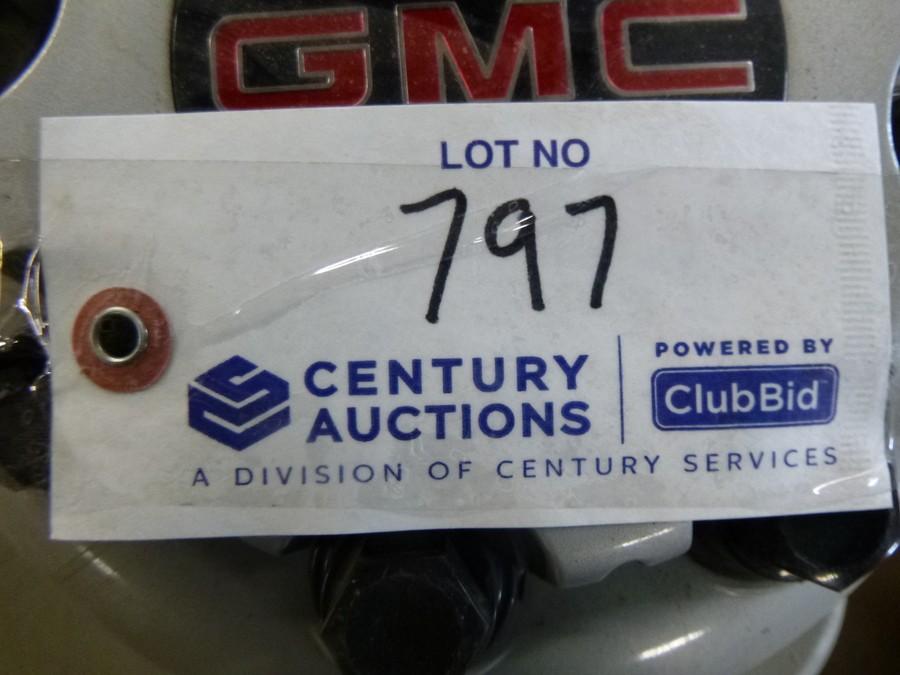 GMC
LOT NO
797
CENTURY
AUCTIONS
POWERED BY
ClubBid
A DIVISION OF CENTURY SERVICES